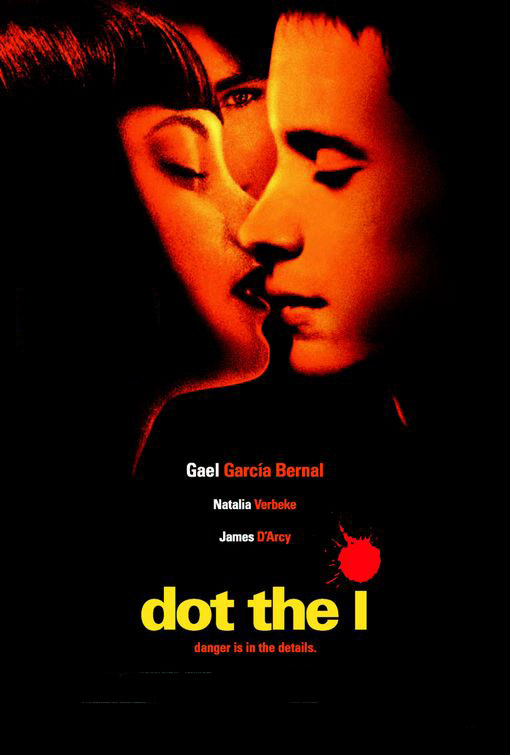 Gael García Bernal
Natalia Verbeke
James D'Arcy
dot the I
danger is in the details.